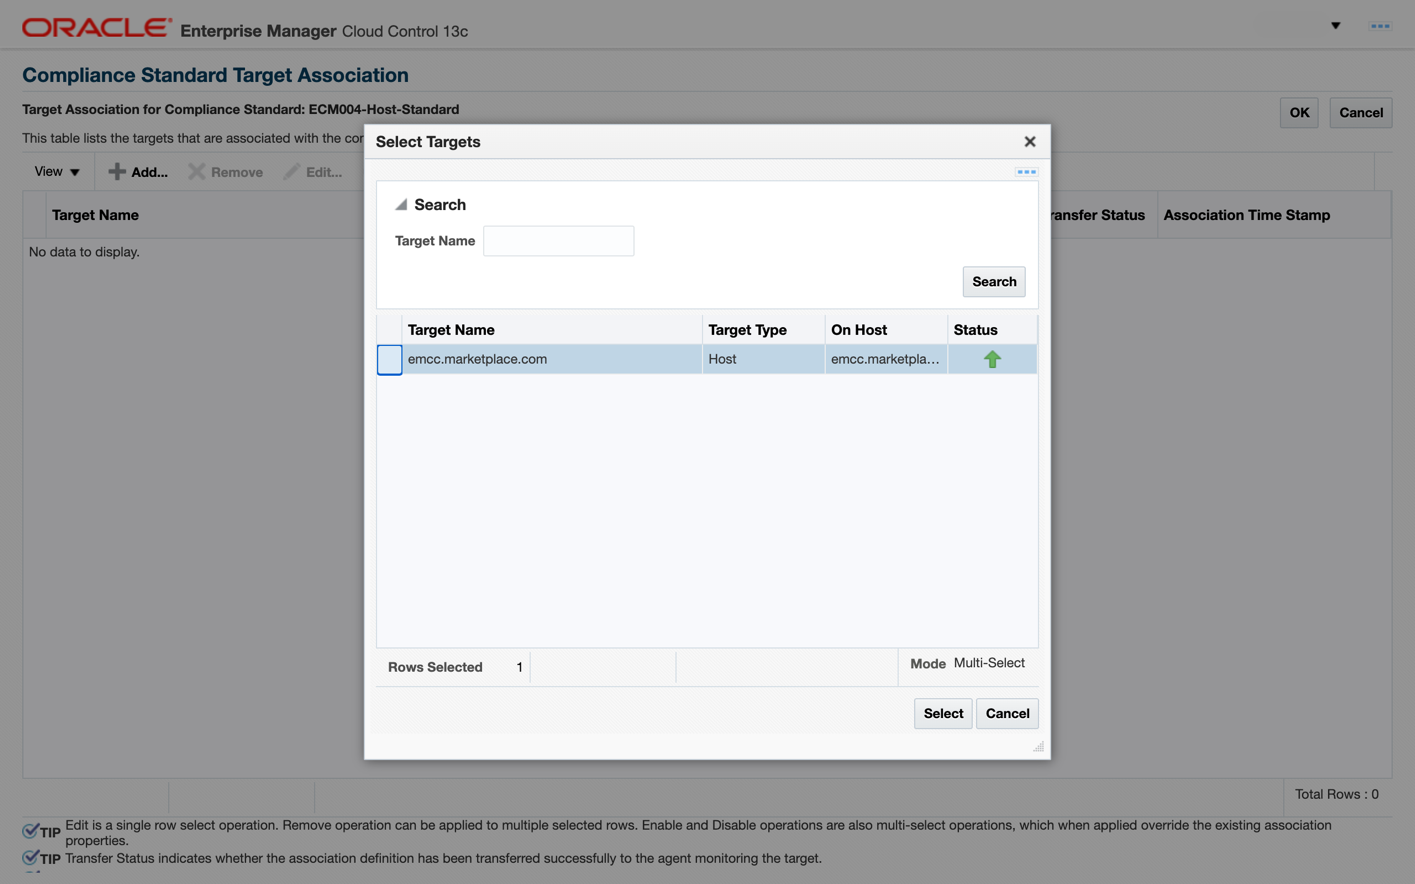 ORACLE Enterprise Manager Cloud Control 13c
Compliance Standard Target Association
Target Association for Compliance Standard: ECM004-Host-Standard
OK Cancel
This table lists the targets that are associated with the
View Add... Remove Edit...
Target Name
Status Association Time Stamp
No data to display.
Select Targets
Search
Target Name
Search
Target Name Target Type On Host Status
emcc.marketplace.com Host emcc.marketpla...
Rows Selected 1
Mode Multi-Select
Select Cancel
Total Rows : 0
TIP Edit is a single row select operation. Remove operation can be applied to multiple selected rows. Enable and Disable operations are also multi-select operations, which when applied override the existing association
properties.
TIP Transfer Status indicates whether the association definition has been transferred successfully to the agent monitoring the target.